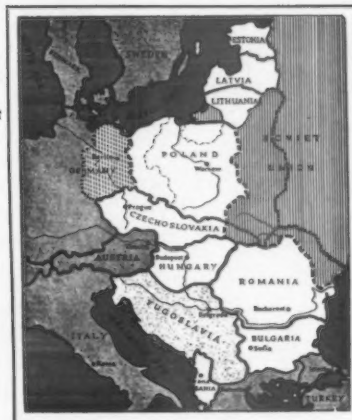 SWEDEN
ESTONIA
LATVIA
LITHUANIA
SOVIET
UNION
POLAND
Warsaw
GERMANY
Prague
CZECHOSLOVAKIA
AUSTRIA
Budapest
HUNGARY
ROMANIA
Bucharest
YUGOSLAVIA
Belgrade
BULGARIA
Sofia
ITALY
TURKEY